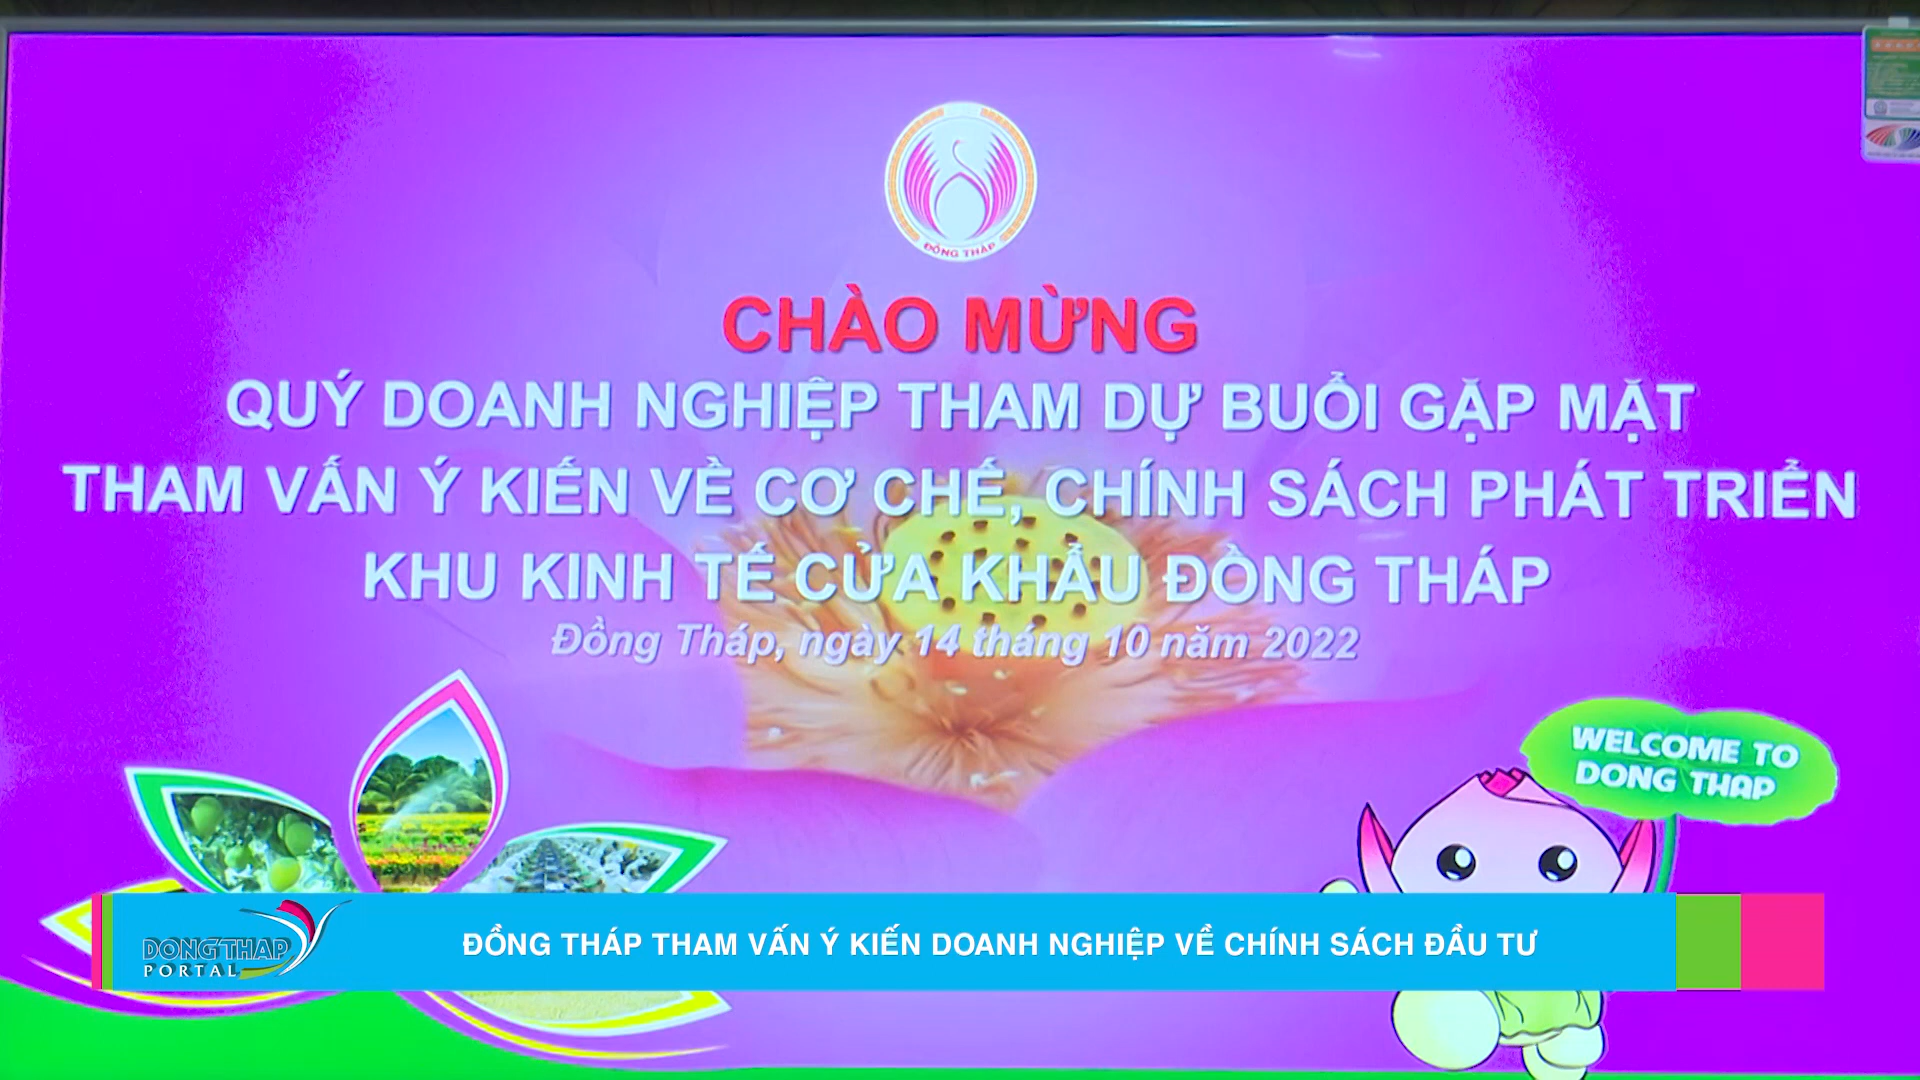 ĐỒNG THÁP
CHÀO MỪNG
QUÝ DOANH NGHIỆP THAM DỰ BUỔI GẶP MẶT
THAM VẤN Ý KIẾN VỀ CƠ CHẾ, CHÍNH SÁCH PHÁT TRIỂN
KHU KINH TẾ CỬA KHẨU ĐỒNG THÁP
Đồng Tháp, ngày 14 tháng 10 năm 2022
WELCOME TO
DONG THAP
DONGTHAP
PORTAL
ĐỒNG THÁP THAM VẤN Ý KIẾN DOANH NGHIỆP VỀ CHÍNH SÁCH ĐẦU TƯ